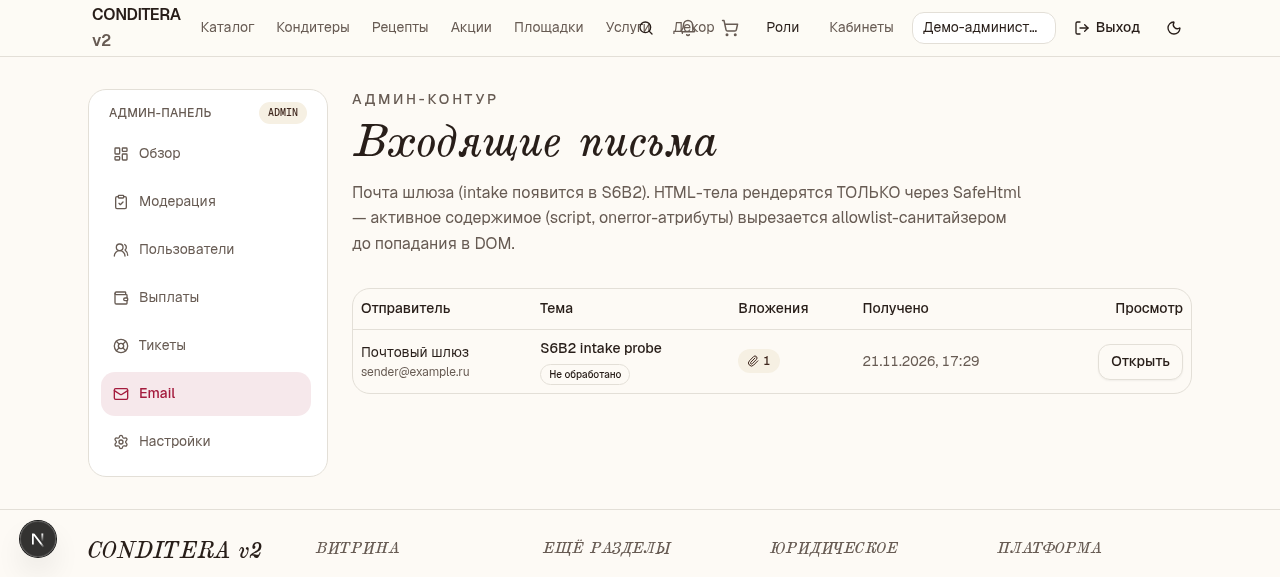 CONDITERA v2
Каталог Кондитеры Рецепты Акции Площадки Услуги Декор Роли Кабинеты Демо-админист... Выход
АДМИН-ПАНЕЛЬ ADMIN
Обзор
Модерация
Пользователи
Выплаты
Тикеты
Email
Настройки
АДМИН-КОНТУР
Входящие письма
Почта шлюза (intake появится в S6B2). HTML-тела рендерятся ТОЛЬКО через SafeHtml
— активное содержимое (script, onerror-атрибуты) вырезается allowlist-санитайзером
до попадания в DOM.
Отправитель Тема Вложения Получено Просмотр
Почтовый шлюз
sender@example.ru
S6B2 intake probe
Не обработано
1
21.11.2026, 17:29
Открыть
N
CONDITERA v2 ВИТРИНА ЕЩЁ РАЗДЕЛЫ ЮРИДИЧЕСКОЕ ПЛАТФОРМА